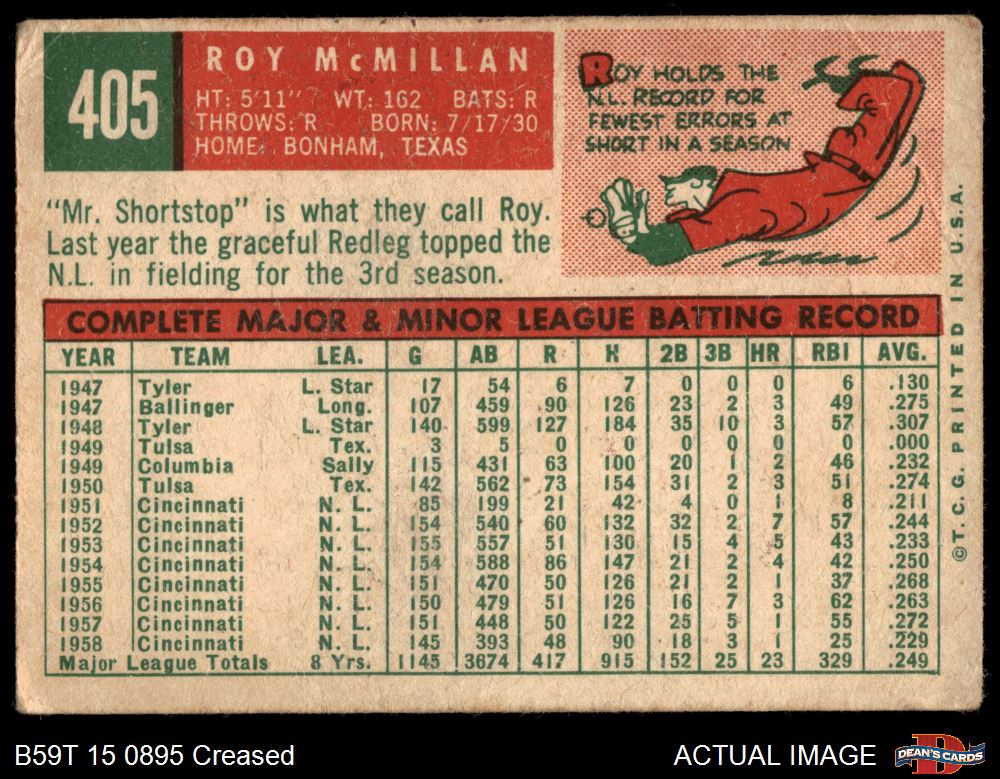 405
ROY McMILLAN
HT: 5'11" WT: 162 BATS: R
THROWS: R BORN: 7/17/30
HOME: BONHAM, TEXAS
ROY HOLDS THE
N.L. RECORD FOR
FEWEST ERRORS AT
SHORT IN A SEASON
"Mr. Shortstop" is what they call Roy.
Last year the graceful Redleg topped the
N.L. in fielding for the 3rd season.
COMPLETE MAJOR & MINOR LEAGUE BATTING RECORD
YEAR TEAM LEA. G AB R H 2B 3B HR RBI AVG.
1947 Tyler L. Star 17 54 6 7 0 0 0 6 .130
1947 Ballinger Long. 107 459 90 126 23 2 3 49 .275
1948 Tyler L. Star 140 599 127 184 35 10 3 57 .307
1949 Tulsa Tex. 3 5 0 0 0 0 0 0 .000
1949 Columbia Sally 115 431 63 100 20 1 2 46 .232
1950 Tulsa Tex. 142 562 73 154 31 2 3 51 .274
1951 Cincinnati N. L. 85 199 21 42 4 0 1 8 .211
1952 Cincinnati N. L. 154 540 60 132 32 2 7 57 .244
1953 Cincinnati N. L. 155 557 51 130 15 4 5 43 .233
1954 Cincinnati N. L. 154 588 86 147 21 2 4 42 .250
1955 Cincinnati N. L. 151 470 50 126 21 2 1 37 .268
1956 Cincinnati N. L. 150 479 51 126 16 7 3 62 .263
1957 Cincinnati N. L. 151 448 50 122 25 5 1 55 .272
1958 Cincinnati N. L. 145 393 48 90 18 3 1 25 .229
Major League Totals 8 Yrs. 1145 3674 417 915 152 25 23 329 .249
©T. C. G. PRINTED IN U.S.A.
B59T 15 0895 Creased
ACTUAL IMAGE
DEAN'S CARDS